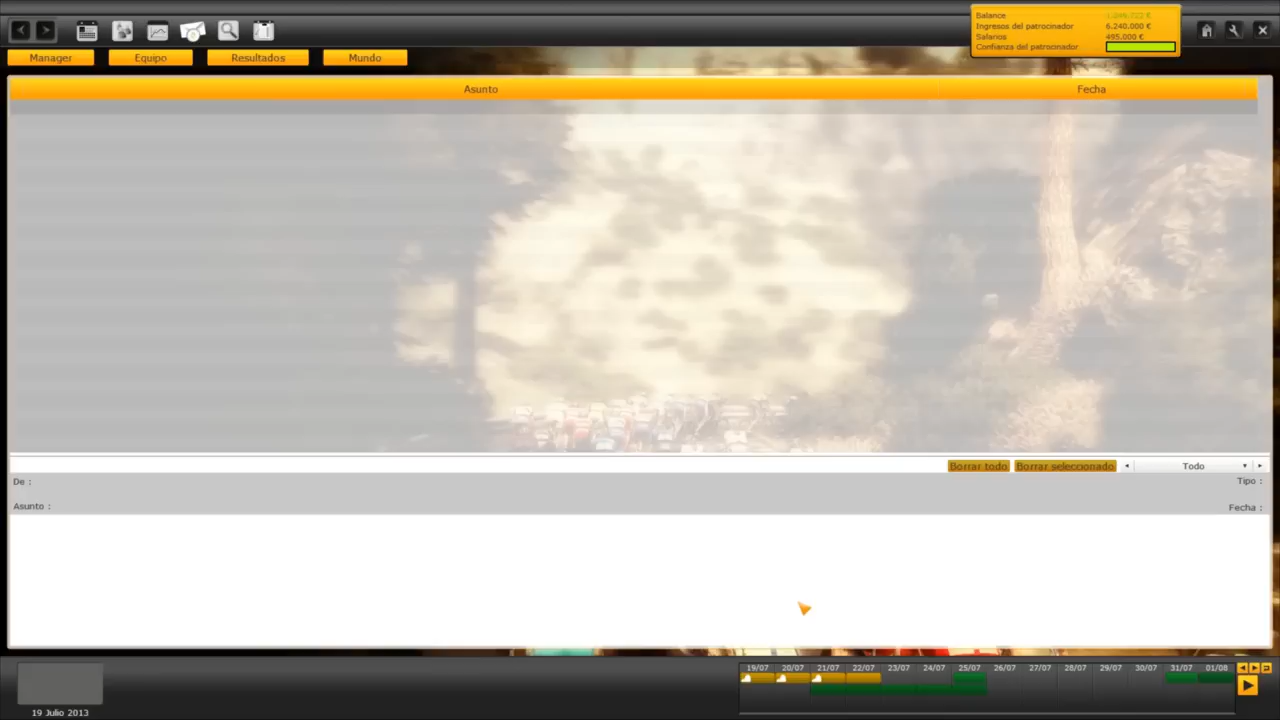 Balance
Ingresos del patrocinador 6.240.000 €
Salarios 495.000 €
Confianza del patrocinador
Manager Equipo Resultados Mundo
Asunto Fecha
Borrar todo Borrar seleccionado Todo
De : Tipo :
Asunto : Fecha :
19/07 20/07 21/07 22/07 23/07 24/07 25/07 26/07 27/07 28/07 29/07 30/07 31/07 01/08
19 Julio 2013